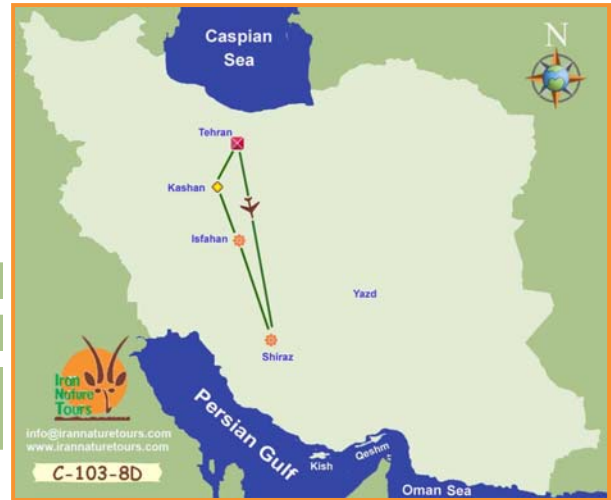 Caspian
Sea
N
Tehran
Kashan
Isfahan
Yazd
Shiraz
Iran
Nature
Tours
info@irannaturetours.com
www.irannaturetours.com
C-103-8D
Persian Gulf
Kish
Qeshm
Oman Sea